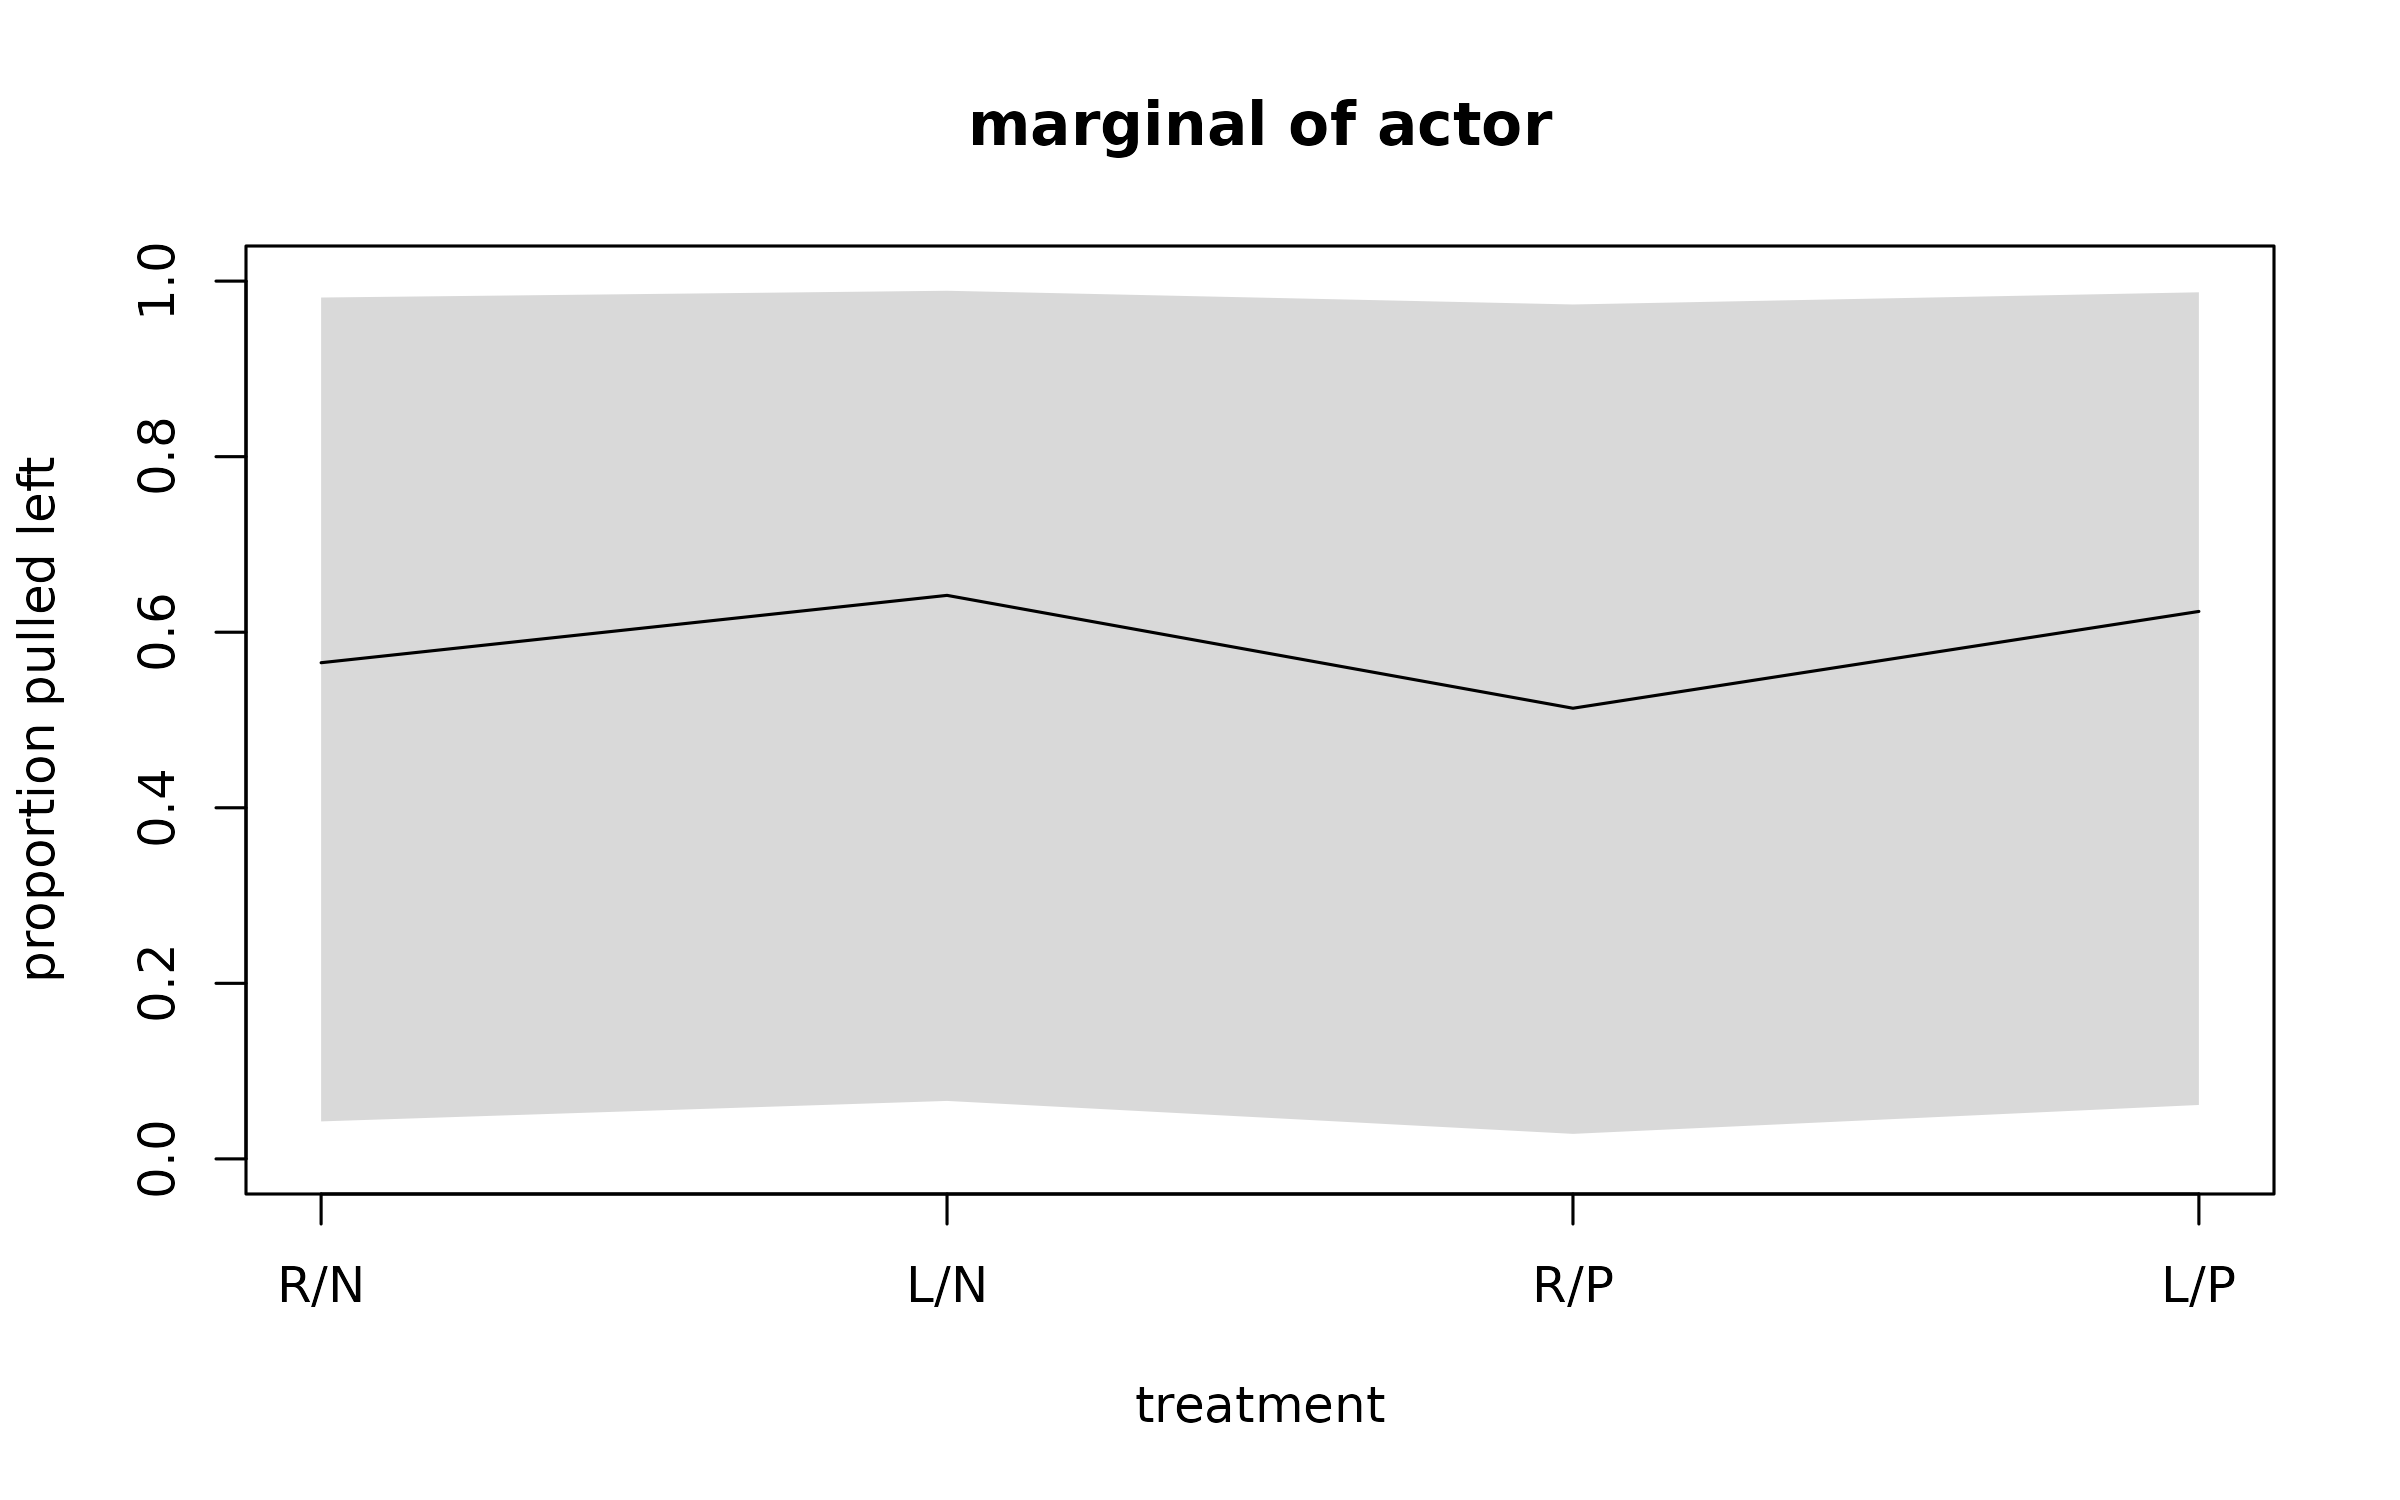 marginal of actor
proportion pulled left
1.0
0.8
0.6
0.4
0.2
0.0
R/N L/N R/P L/P
treatment